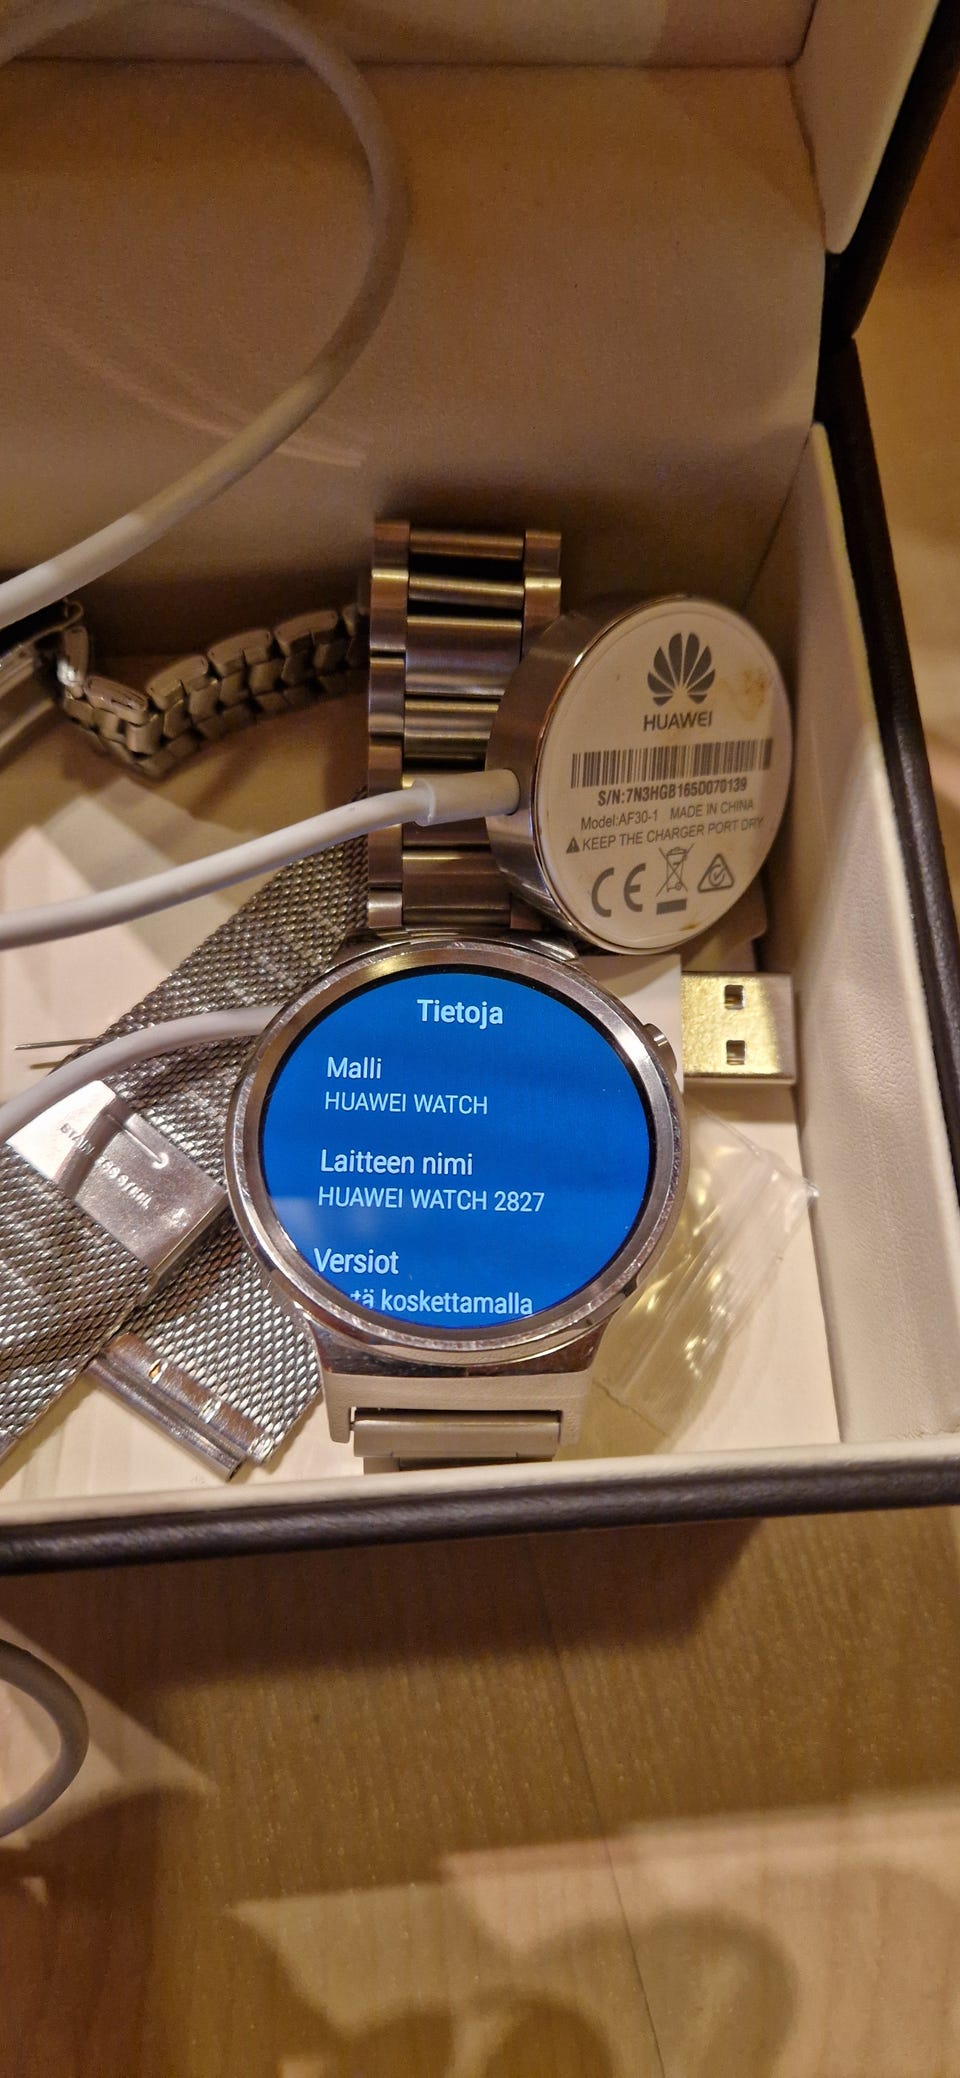 HUAWEI
S/N:7N3HGB165D070139
Model:AF30-1 MADE IN CHINA
KEEP THE CHARGER PORT DRY
CE
Tietoja
Malli
HUAWEI WATCH
Laitteen nimi
HUAWEI WATCH 2827
Versiot
koskettamalla